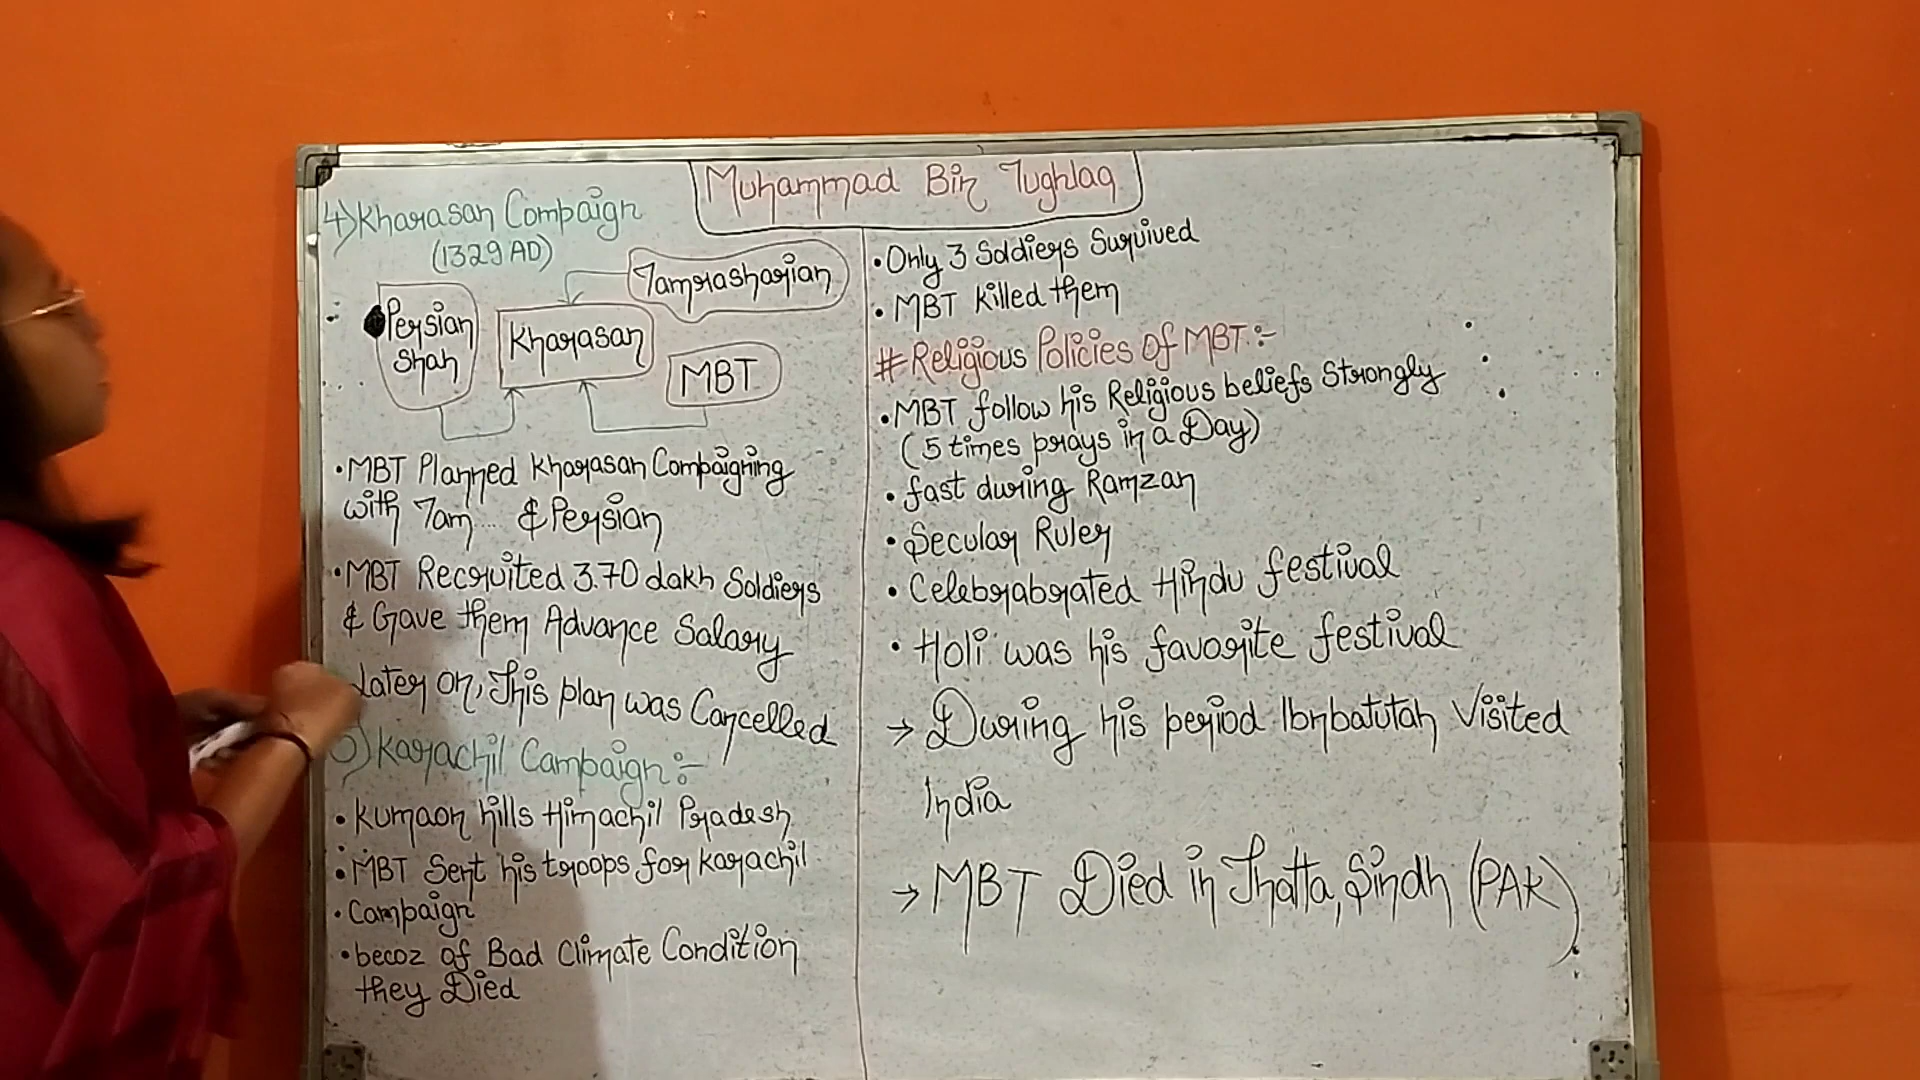 Muhammad Bin Tughlaq
4) Kharasan Compaign
(1329 AD)
Tamrasharian
Persian
Shah
Kharasan
MBT
• MBT Planned Kharasan Compaigning
with Tam... & Persian
• MBT Recruited 3.70 Lakh Soldiers
& Gave them Advance Salary
Later on, This plan was Cancelled
) Karachil Campaign :-
• Kumaon hills Himachil Pradesh
• MBT Sent his troops for Karachil
• Campaign
• becoz of Bad Climate Condition
they Died
• Only 3 Soldiers Survived
• MBT killed them
# Religious Policies Of MBT :-
• MBT follow his Religious beliefs Strongly
(5 times prays in a Day)
• fast during Ramzan
• Secular Ruler
• Celebrabrated Hindu festival
• Holi was his favorite festival
→ During his period Ibnbatutah Visited
India
→ MBT Died in Thatta, Sindh (PAK)